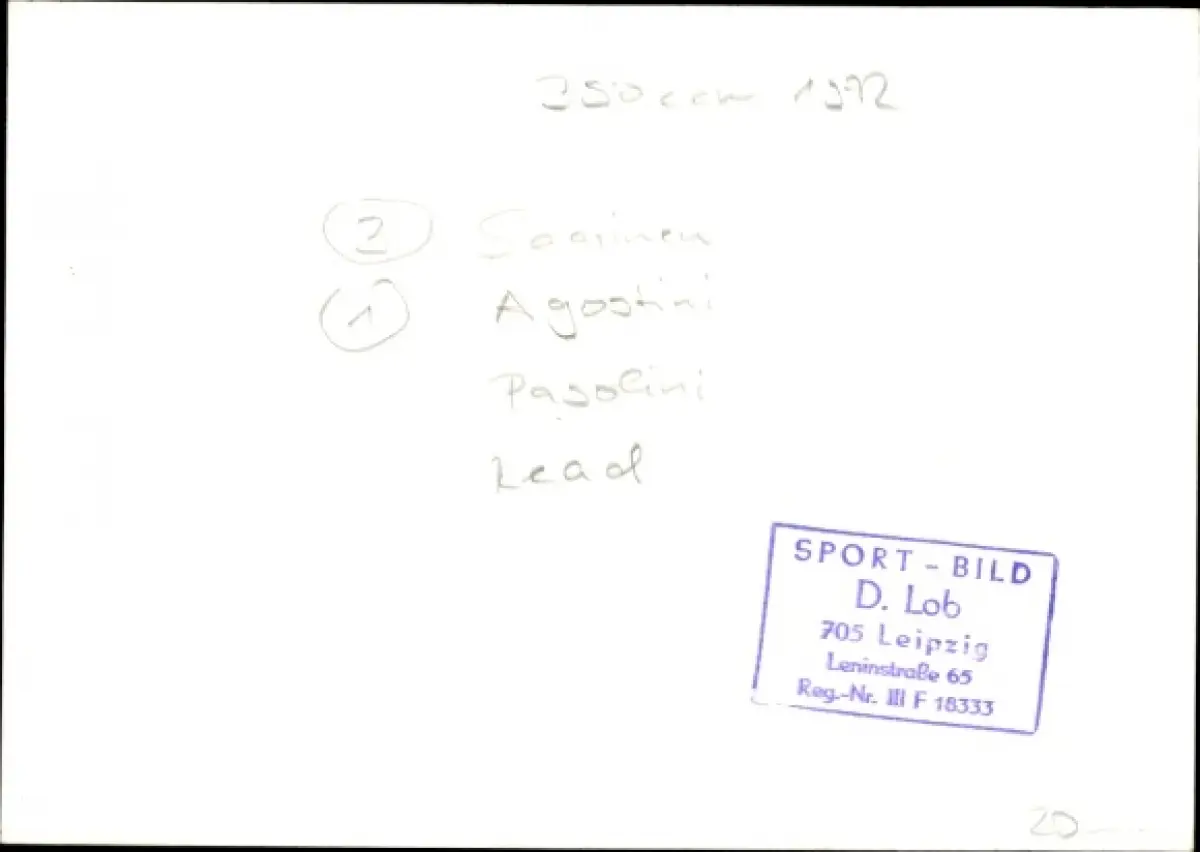 350 ccm 1972
2 Saarinen
1 Agostini
Pasolini
Read
SPORT - BILD
D. Lob
705 Leipzig
Leninstraße 65
Reg.-Nr. III F 18333
20